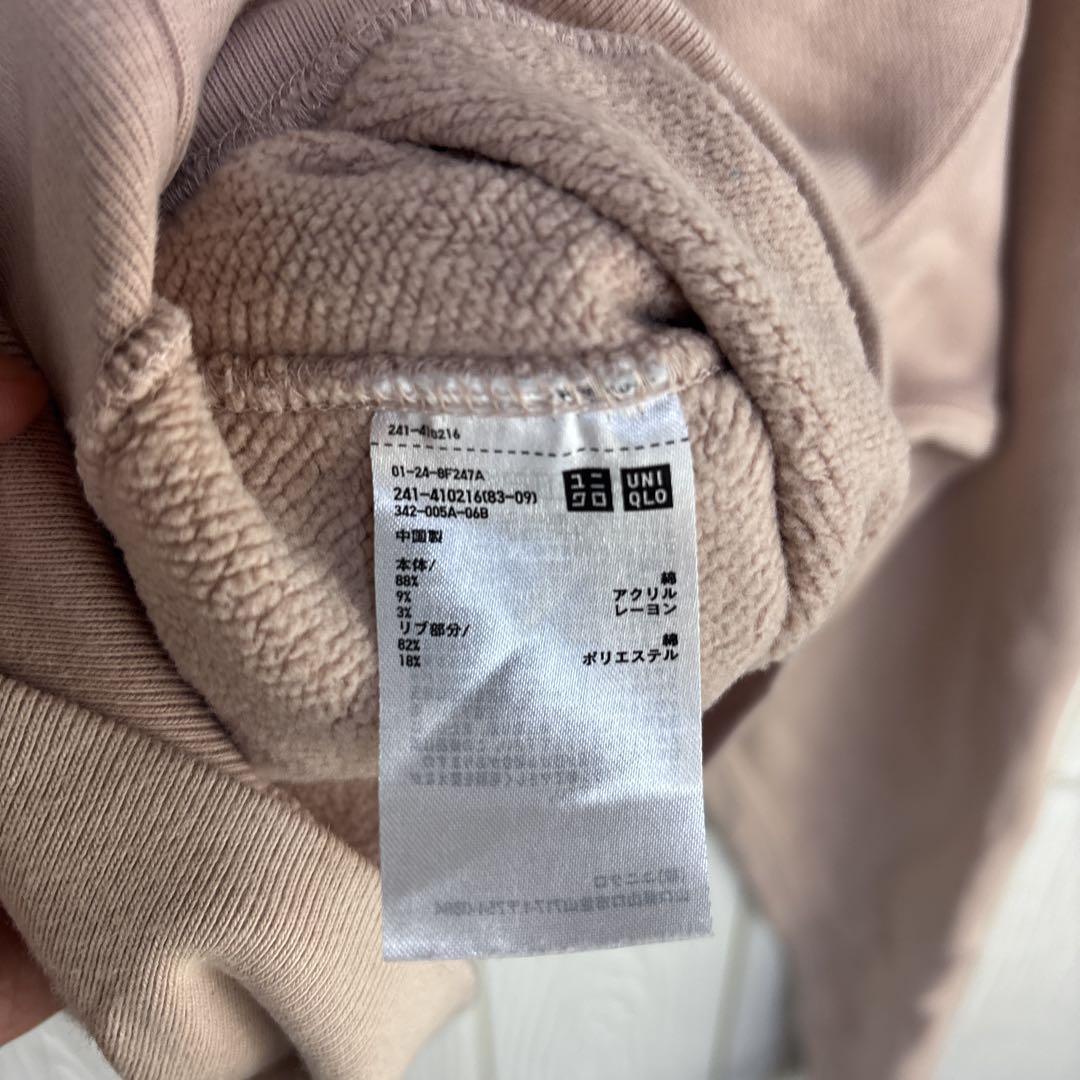 241-410216
01-24-8F247A
241-410216(83-09)
342-005A-06B
ユニクロ
UNIQLO
中国製
本体/
88% 綿
9% アクリル
3% レーヨン
リブ部分/
82% 綿
18% ポリエステル